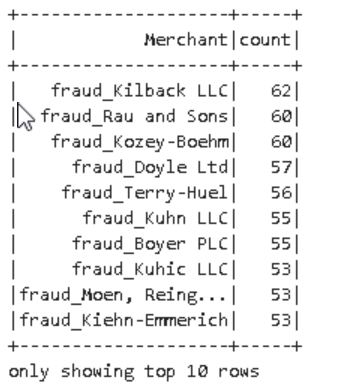 +-------------------+-----+
|           Merchant|count|
+-------------------+-----+
|  fraud_Kilback LLC|   62|
| fraud_Rau and Sons|   60|
| fraud_Kozey-Boehm|   60|
|    fraud_Doyle Ltd|   57|
|   fraud_Terry-Huel|   56|
|     fraud_Kuhn LLC|   55|
|    fraud_Boyer PLC|   55|
|    fraud_Kuhic LLC|   53|
|fraud_Moen, Reing...|   53|
|fraud_Kiehn-Emmerich|   53|
+-------------------+-----+
only showing top 10 rows